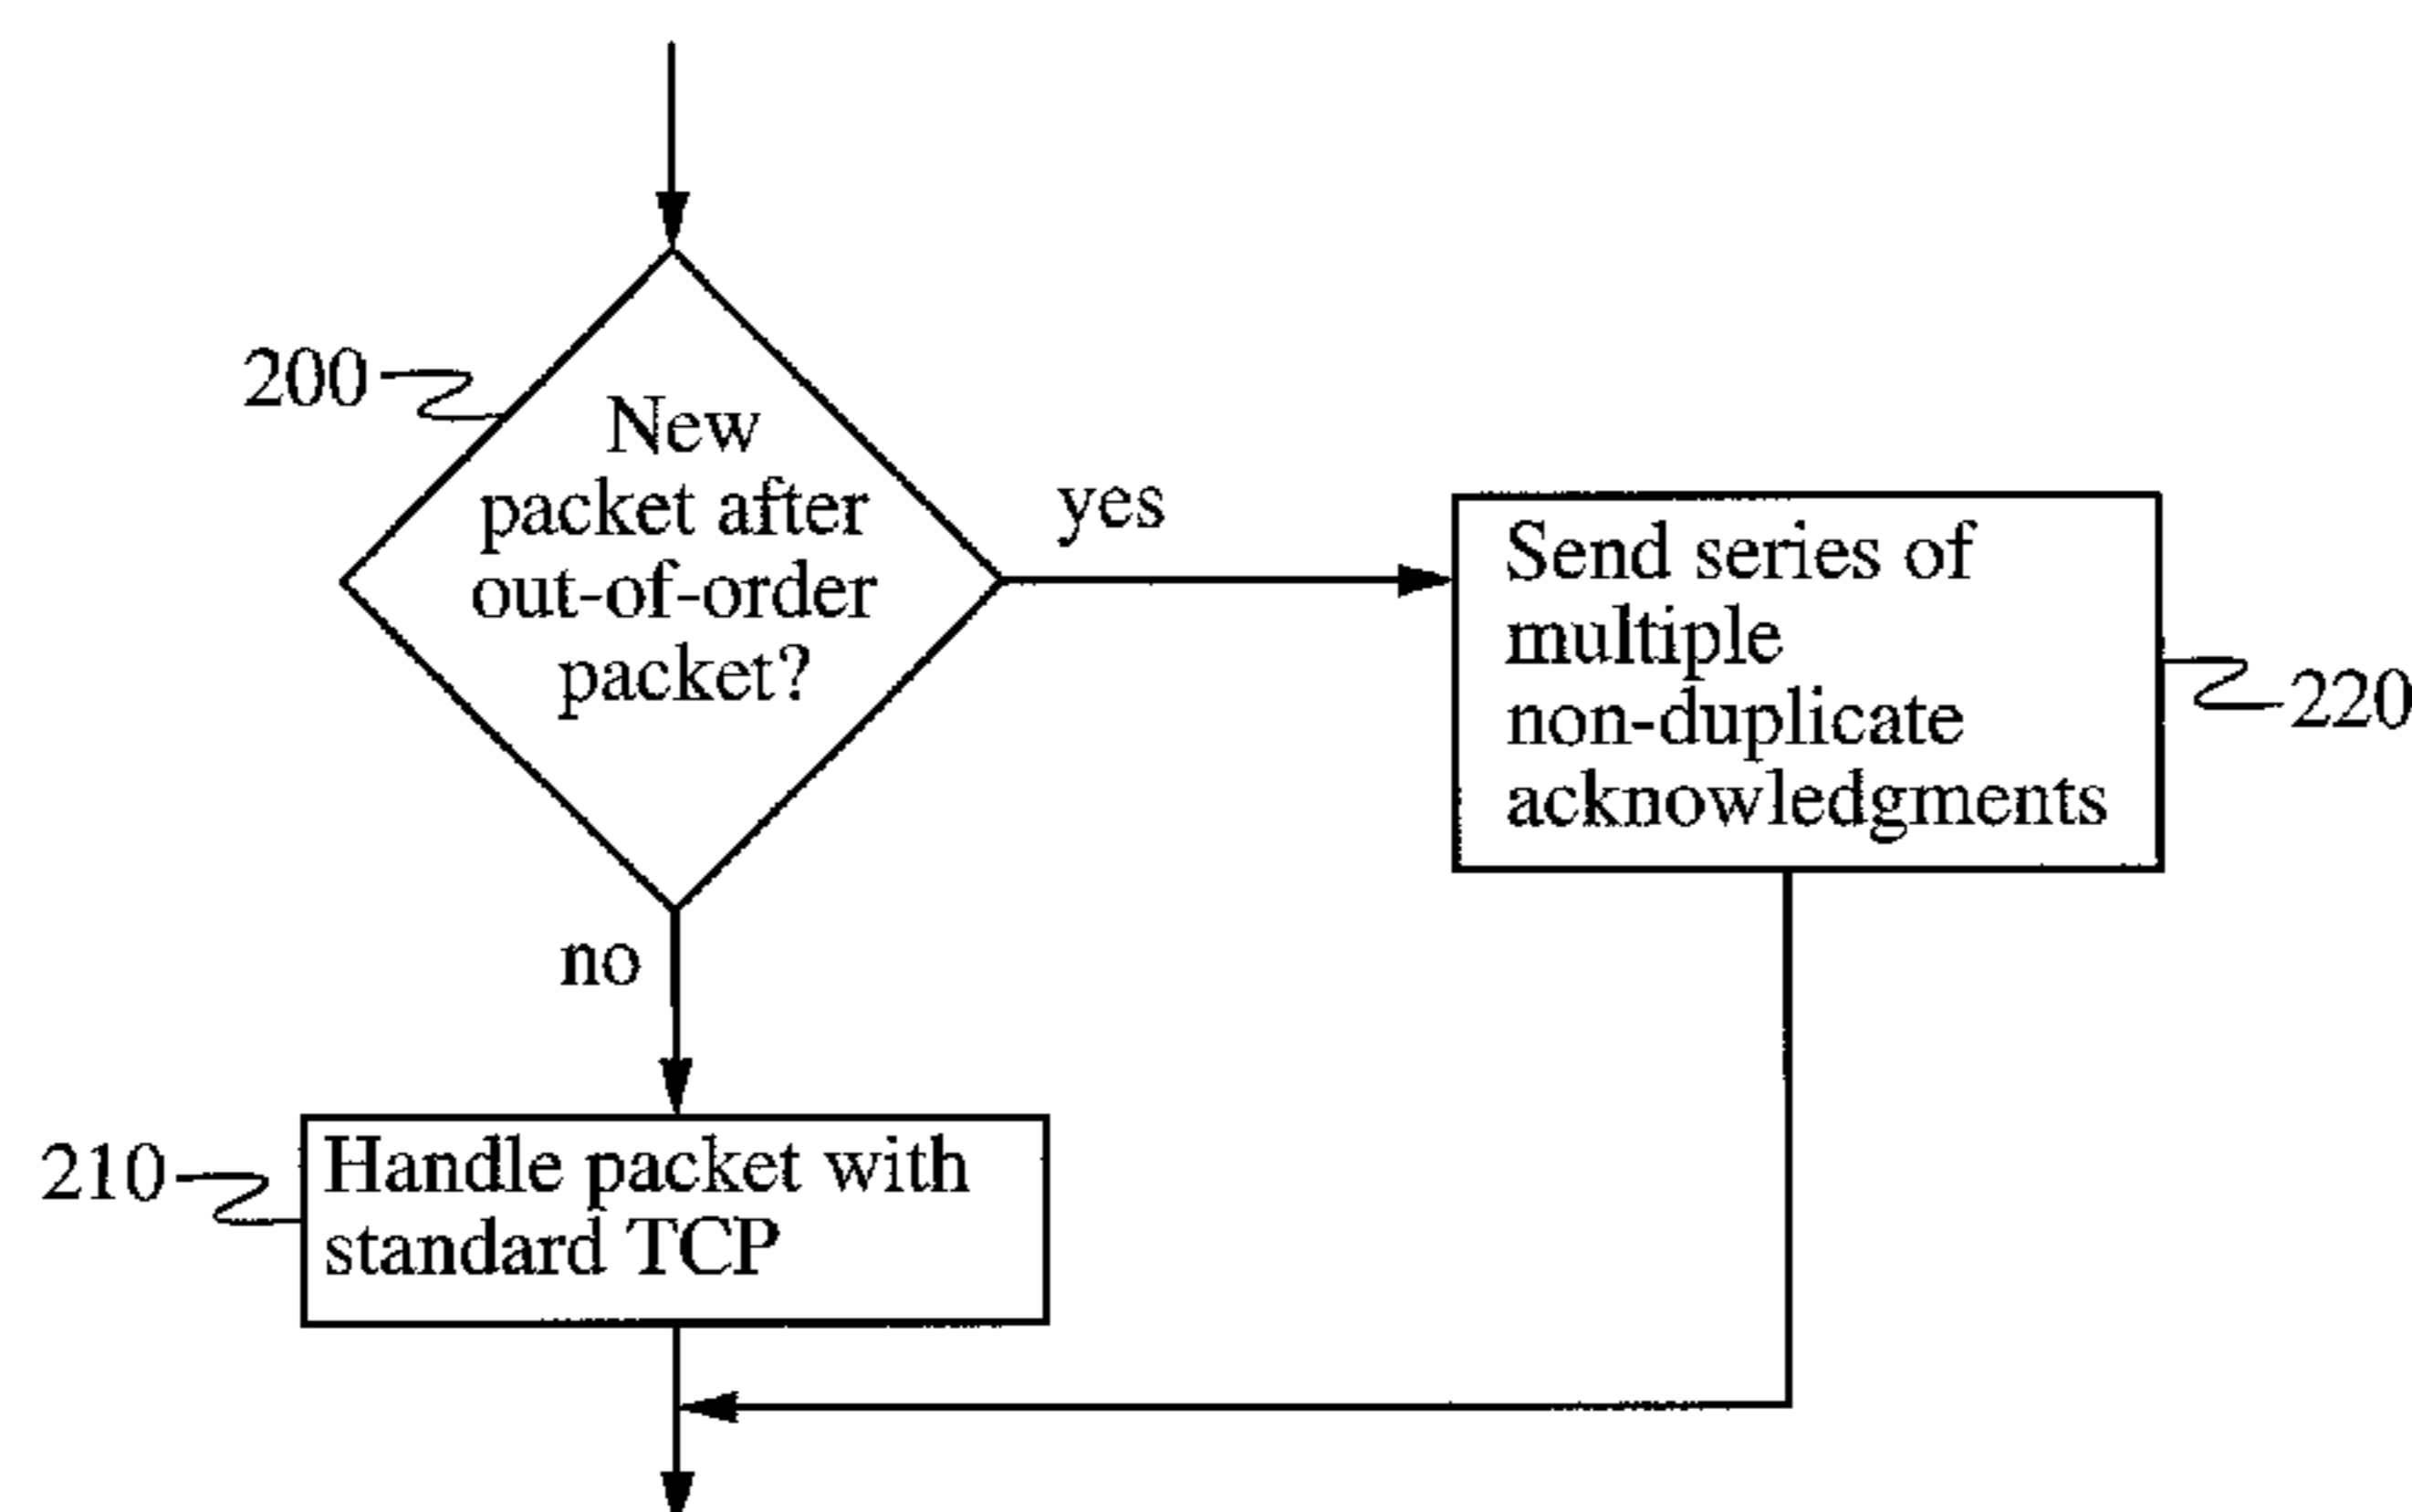 200
New
packet after
out-of-order
packet?
yes
Send series of
multiple
non-duplicate
acknowledgments
220
no
210
Handle packet with
standard TCP